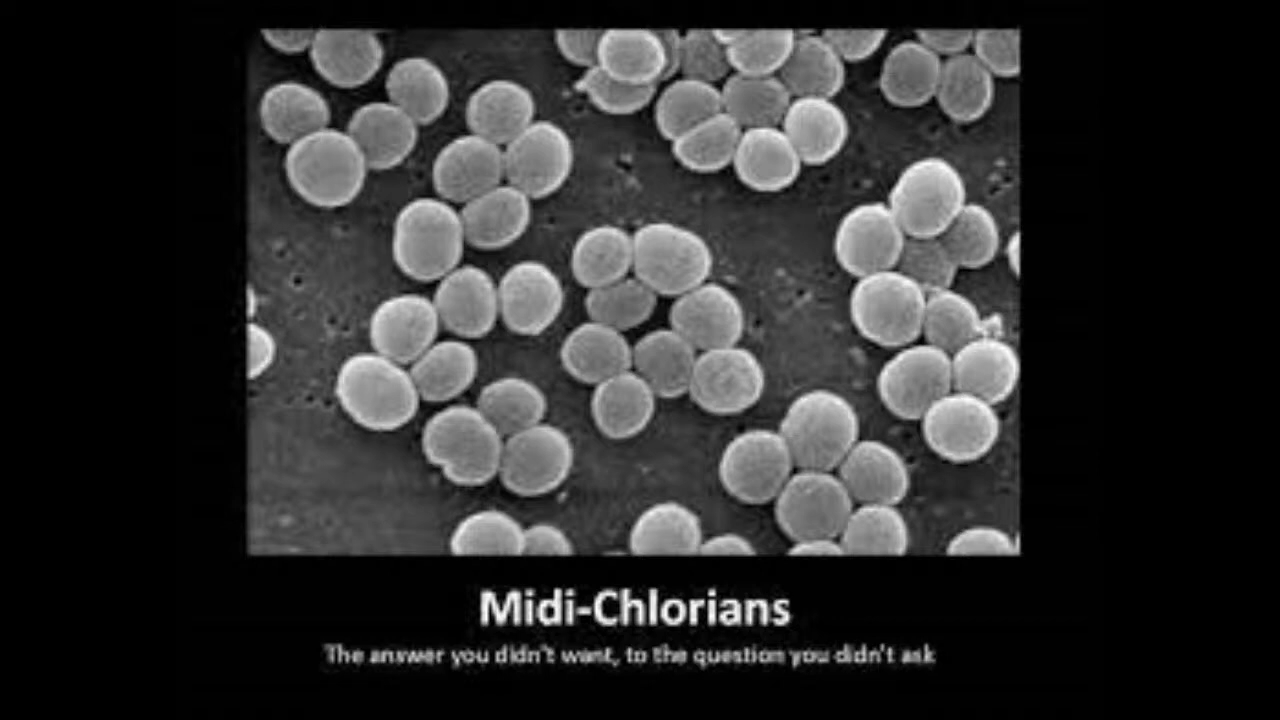 Midi-Chlorians
The answer you didn't want, to the question you didn't ask